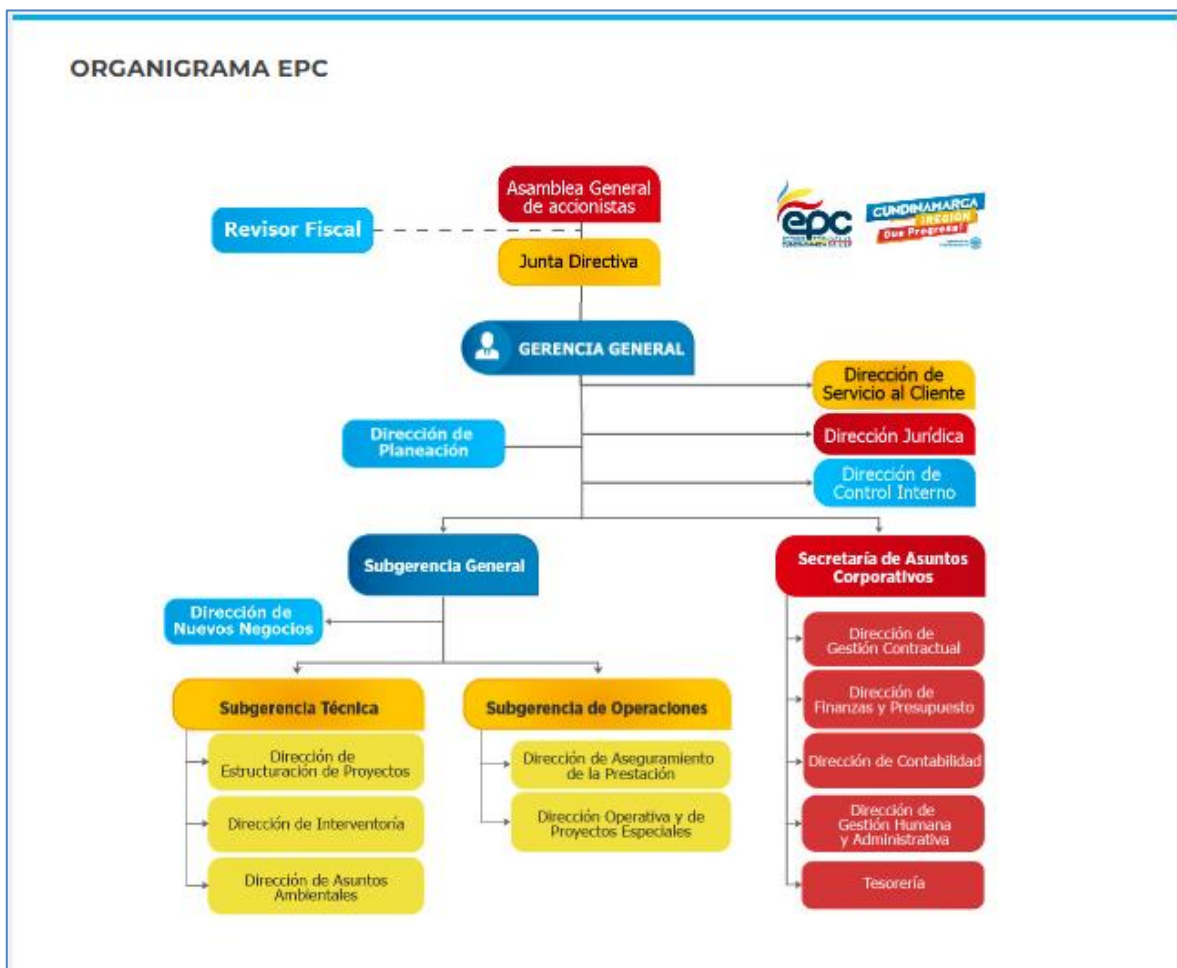 ORGANIGRAMA EPC
Asamblea General
de accionistas
Revisor Fiscal
epc
CUNDINAMARCA
¡REGIÓN
Que Progresa!
Junta Directiva
GERENCIA GENERAL
Dirección de
Servicio al Cliente
Dirección de
Planeación
Dirección Jurídica
Dirección de
Control Interno
Subgerencia General
Secretaría de Asuntos
Corporativos
Dirección de
Nuevos Negocios
Dirección de
Gestión Contractual
Subgerencia Técnica
Subgerencia de Operaciones
Dirección de
Finanzas y Presupuesto
Dirección de
Estructuración de Proyectos
Dirección de Aseguramiento
de la Prestación
Dirección de Contabilidad
Dirección de Interventoría
Dirección Operativa y de
Proyectos Especiales
Dirección de
Gestión Humana
y Administrativa
Dirección de Asuntos
Ambientales
Tesorería